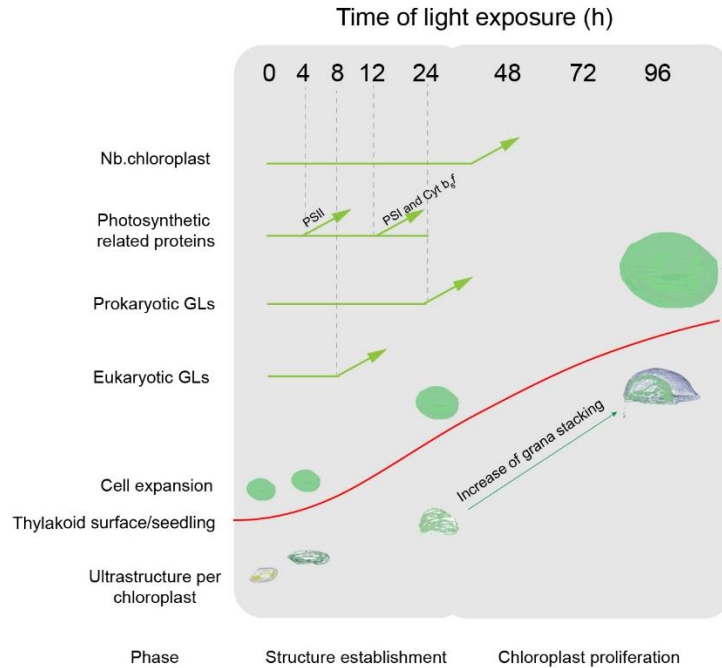 Time of light exposure (h)
0 4 8 12 24 48 72 96
Nb.chloroplast
Photosynthetic
related proteins
PSII
PSI and Cyt b₆f
Prokaryotic GLs
Eukaryotic GLs
Cell expansion
Thylakoid surface/seedling
Increase of grana stacking
Ultrastructure per
chloroplast
Phase Structure establishment Chloroplast proliferation